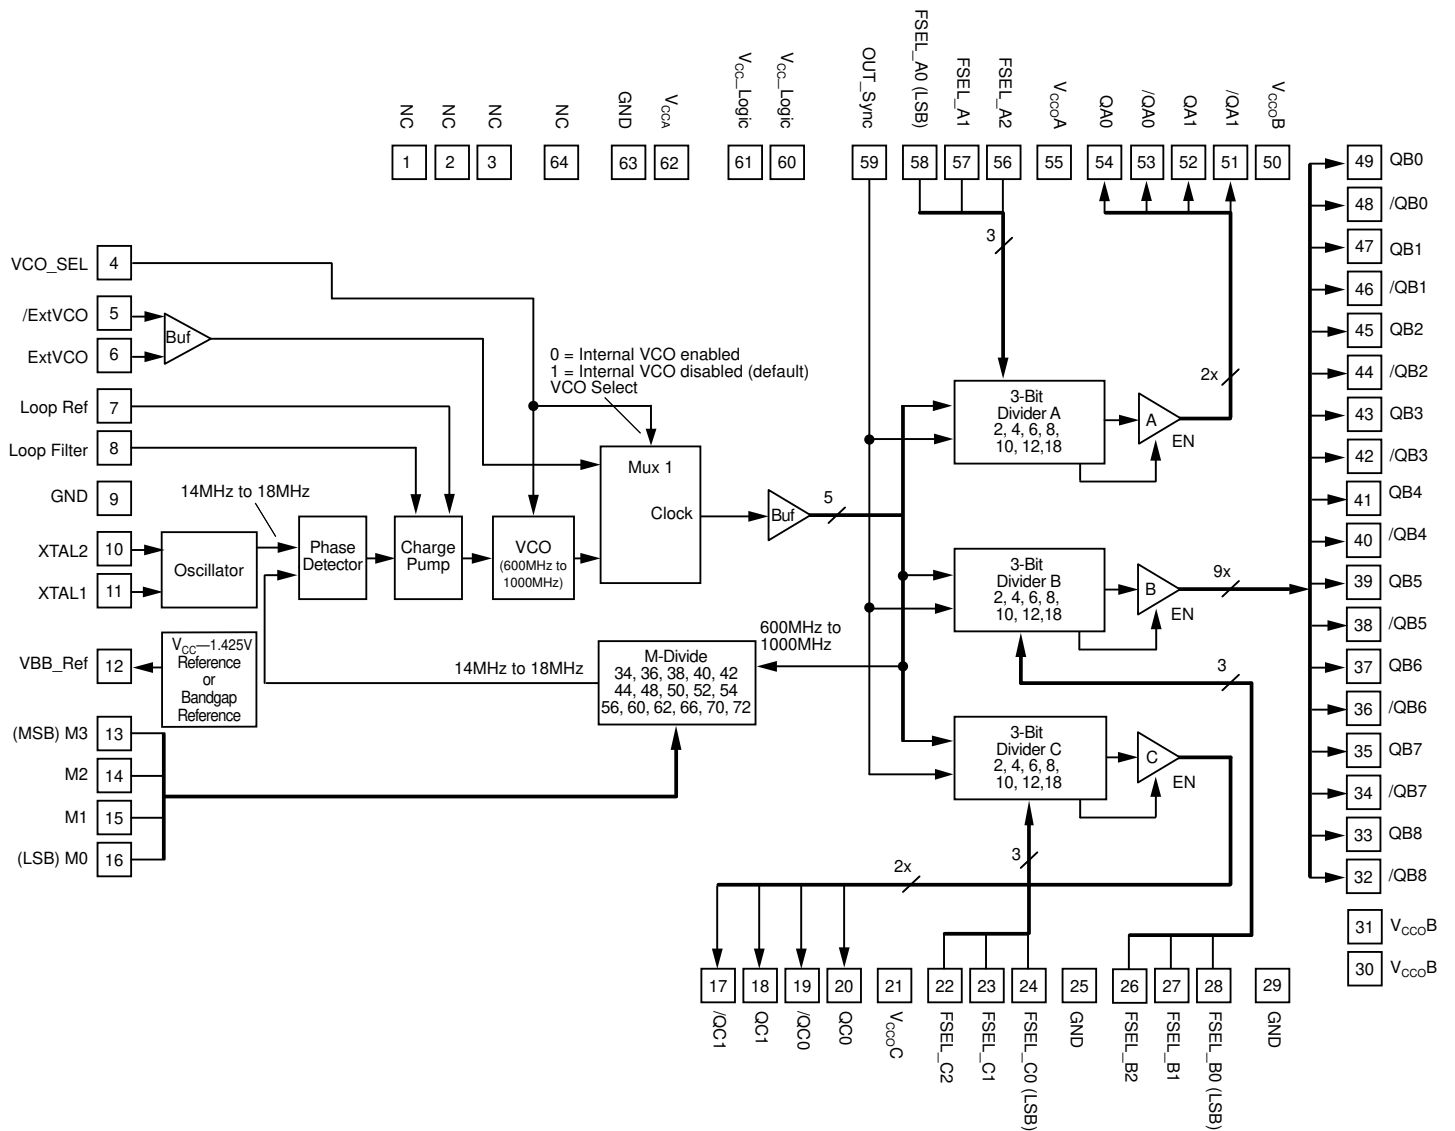 NC
NC
NC
NC
GND
VCCA
VCC_Logic
VCC_Logic
OUT_Sync
FSEL_A0 (LSB)
FSEL_A1
FSEL_A2
VCCOA
QA0
/QA0
QA1
/QA1
VCCOB
1
2
3
64
63
62
61
60
59
58
57
56
55
54
53
52
51
50
49 QB0
48 /QB0
47 QB1
46 /QB1
45 QB2
44 /QB2
43 QB3
42 /QB3
41 QB4
40 /QB4
39 QB5
38 /QB5
37 QB6
36 /QB6
35 QB7
34 /QB7
33 QB8
32 /QB8
31 VCCOB
30 VCCOB
VCO_SEL 4
/ExtVCO 5
ExtVCO 6
Buf
Loop Ref 7
Loop Filter 8
GND 9
XTAL2 10
XTAL1 11
VBB_Ref 12
(MSB) M3 13
M2 14
M1 15
(LSB) M0 16
0 = Internal VCO enabled
1 = Internal VCO disabled (default)
VCO Select
14MHz to 18MHz
Oscillator
Phase
Detector
Charge
Pump
VCO
(600MHz to
1000MHz)
Mux 1
Clock
Buf
5
VCC—1.425V
Reference
or
Bandgap
Reference
14MHz to 18MHz
M-Divide
34, 36, 38, 40, 42
44, 48, 50, 52, 54
56, 60, 62, 66, 70, 72
600MHz to
1000MHz
3
3-Bit
Divider A
2, 4, 6, 8,
10, 12,18
A
EN
2x
3-Bit
Divider B
2, 4, 6, 8,
10, 12,18
B
EN
9x
3
3-Bit
Divider C
2, 4, 6, 8,
10, 12,18
C
EN
3
2x
17
18
19
20
21
22
23
24
25
26
27
28
29
/QC1
QC1
/QC0
QC0
VCCOC
FSEL_C2
FSEL_C1
FSEL_C0 (LSB)
GND
FSEL_B2
FSEL_B1
FSEL_B0 (LSB)
GND